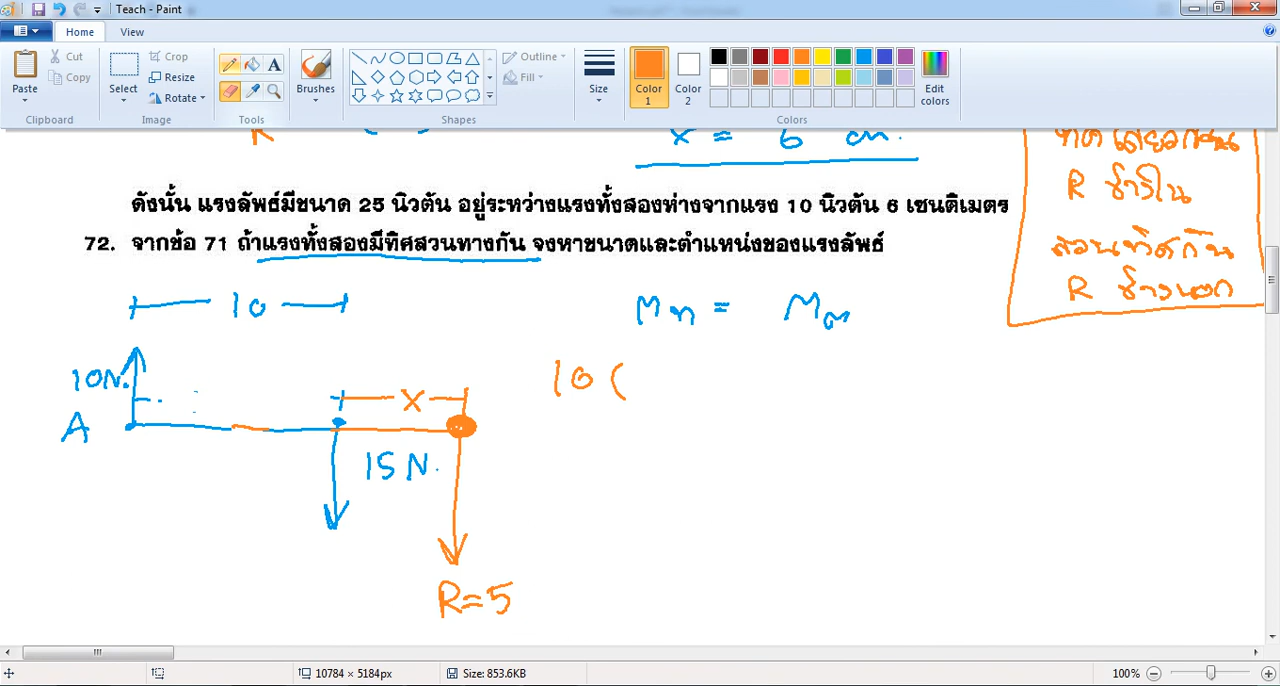 Teach - Paint
Home View
Paste
Cut
Copy
Clipboard
Select
Crop
Resize
Rotate
Image
Tools
Brushes
Shapes
Outline
Fill
Size
Color 1
Color 2
Edit colors
Colors
R
x = 6 cm.
R ข้างใน
สวนทิศกัน
R ข้างนอก
ดังนั้น แรงลัพธ์มีขนาด 25 นิวตัน อยู่ระหว่างแรงทั้งสองห่างจากแรง 10 นิวตัน 6 เซนติเมตร
72. จากข้อ 71 ถ้าแรงทั้งสองมีทิศสวนทางกัน จงหาขนาดและตำแหน่งของแรงลัพธ์
10
M ท = M ต
10N.
10 (
X
A
15 N.
R=5
10784 × 5184px
Size: 853.6KB
100%